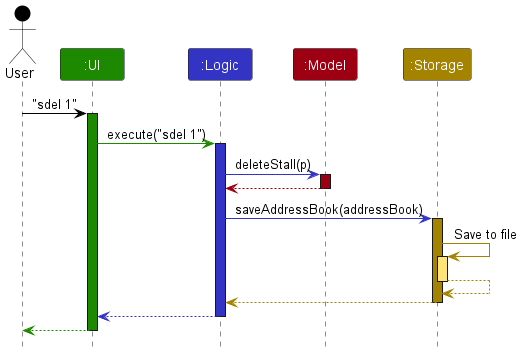 User
:UI
:Logic
:Model
:Storage
"sdel 1"
execute("sdel 1")
deleteStall(p)
saveAddressBook(addressBook)
Save to file